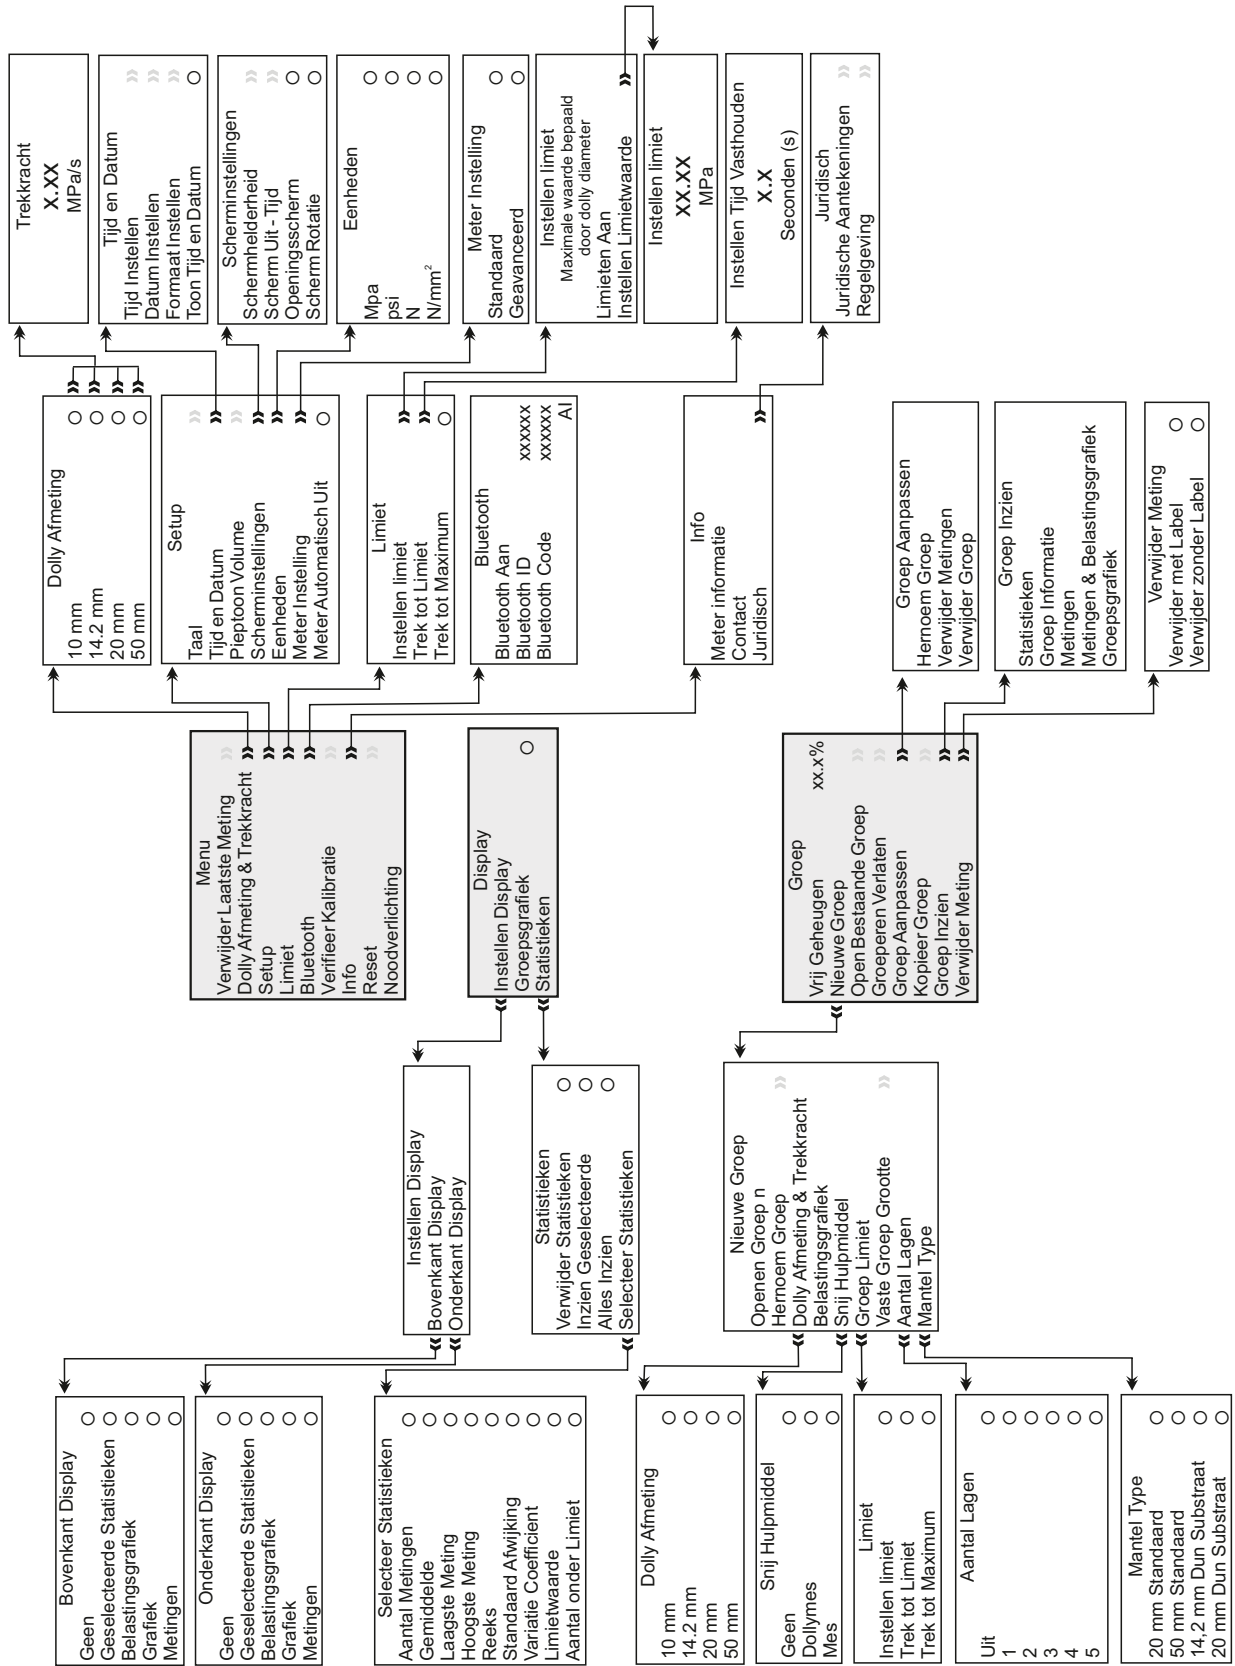 Bovenkant Display
Geen
Geselecteerde Statistieken
Belastingsgrafiek
Grafiek
Metingen
Onderkant Display
Geen
Geselecteerde Statistieken
Belastingsgrafiek
Grafiek
Metingen
Selecteer Statistieken
Aantal Metingen
Gemiddelde
Laagste Meting
Hoogste Meting
Reeks
Standaard Afwijking
Variatie Coefficient
Limietwaarde
Aantal onder Limiet
Dolly Afmeting
10 mm
14.2 mm
20 mm
50 mm
Snij Hulpmiddel
Geen
Dollymes
Mes
Limiet
Instellen limiet
Trek tot Limiet
Trek tot Maximum
Aantal Lagen
Uit
1
2
3
4
5
Mantel Type
20 mm Standaard
50 mm Standaard
14,2 mm Dun Substraat
20 mm Dun Substraat
Instellen Display
Bovenkant Display
Onderkant Display
Statistieken
Verwijder Statistieken
Inzien Geselecteerde
Alles Inzien
Selecteer Statistieken
Nieuwe Groep
Openen Groep n
Hernoem Groep
Dolly Afmeting & Trekkracht
Belastingsgrafiek
Snij Hulpmiddel
Groep Limiet
Vaste Groep Grootte
Aantal Lagen
Mantel Type
Menu
Verwijder Laatste Meting
Dolly Afmeting & Trekkracht
Setup
Limiet
Bluetooth
Verifieer Kalibratie
Info
Reset
Noodverlichting
Display
Instellen Display
Groepsgrafiek
Statistieken
Groep
Vrij Geheugen xx.x%
Nieuwe Groep
Open Bestaande Groep
Groeperen Verlaten
Groep Aanpassen
Kopieer Groep
Groep Inzien
Verwijder Meting
Dolly Afmeting
10 mm
14.2 mm
20 mm
50 mm
Setup
Taal
Tijd en Datum
Pieptoon Volume
Scherminstellingen
Eenheden
Meter Instelling
Meter Automatisch Uit
Limiet
Instellen limiet
Trek tot Limiet
Trek tot Maximum
Bluetooth
Bluetooth Aan
Bluetooth ID xxxxxx
Bluetooth Code xxxxxx
AI
Info
Meter informatie
Contact
Juridisch
Groep Aanpassen
Hernoem Groep
Verwijder Metingen
Verwijder Groep
Groep Inzien
Statistieken
Groep Informatie
Metingen
Metingen & Belastingsgrafiek
Groepsgrafiek
Verwijder Meting
Verwijder met Label
Verwijder zonder Label
Trekkracht
x.xx
MPa/s
Tijd en Datum
Tijd Instellen
Datum Instellen
Formaat Instellen
Toon Tijd en Datum
Scherminstellingen
Schermhelderheid
Scherm Uit - Tijd
Openingsscherm
Scherm Rotatie
Eenheden
Mpa
psi
N
N/mm²
Meter Instelling
Standaard
Geavanceerd
Instellen limiet
Maximale waarde bepaald
door dolly diameter
Limieten Aan
Instellen Limietwaarde
Instellen limiet
xx.xx
MPa
Instellen Tijd Vasthouden
x.x
Seconden (s)
Juridisch
Juridische Aantekeningen
Regelgeving